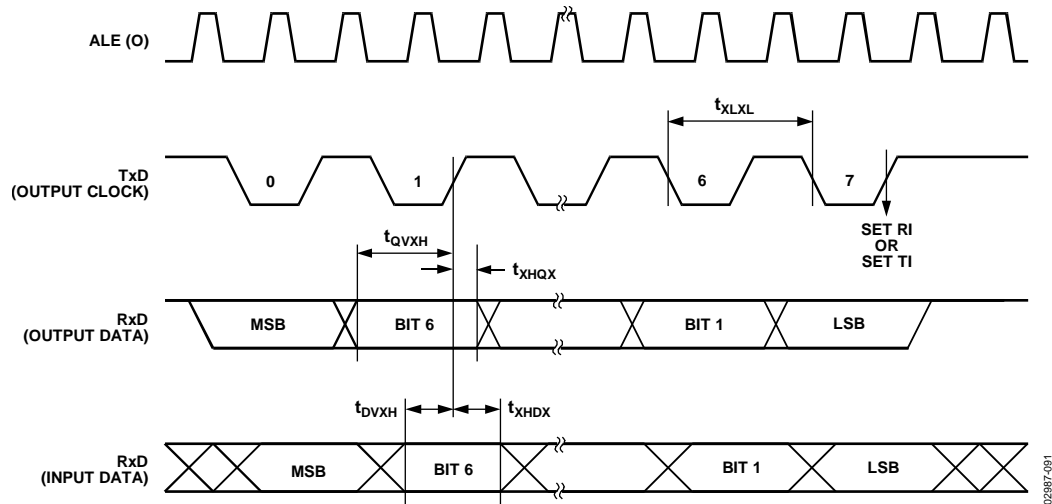 ALE (O)
tXLXL
TxD
(OUTPUT CLOCK)
0
1
6
7
SET RI
OR
SET TI
tQVXH
tXHQX
RxD
(OUTPUT DATA)
MSB
BIT 6
BIT 1
LSB
tDVXH
tXHDX
RxD
(INPUT DATA)
MSB
BIT 6
BIT 1
LSB
02987-091